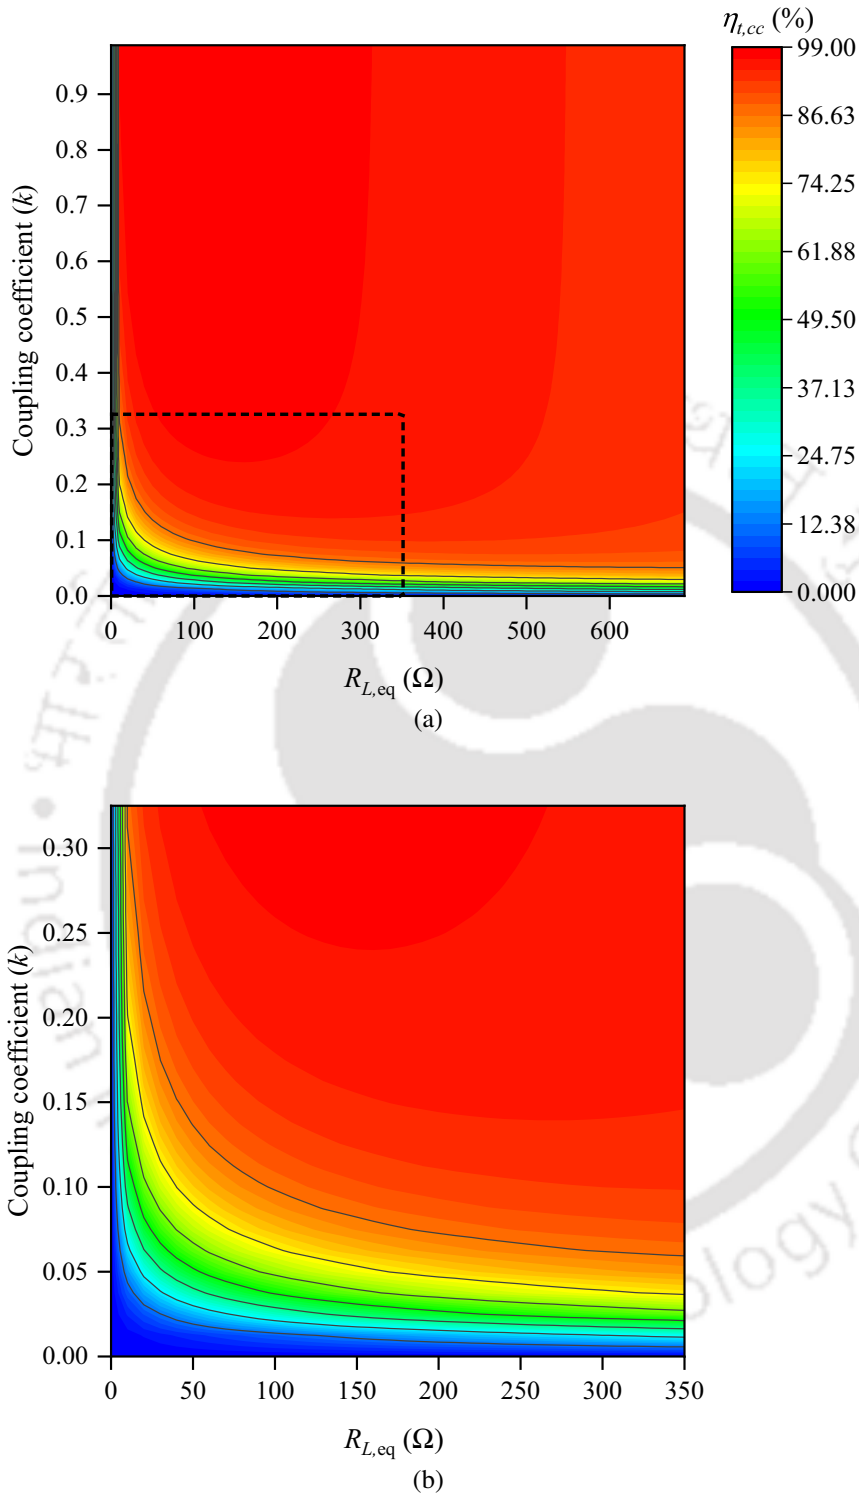 η_{t,cc} (%)
99.00
86.63
74.25
61.88
49.50
37.13
24.75
12.38
0.000
Coupling coefficient (k)
0.9
0.8
0.7
0.6
0.5
0.4
0.3
0.2
0.1
0.0
0 100 200 300 400 500 600
R_{L,eq} (Ω)
(a)
Coupling coefficient (k)
0.30
0.25
0.20
0.15
0.10
0.05
0.00
0 50 100 150 200 250 300 350
R_{L,eq} (Ω)
(b)